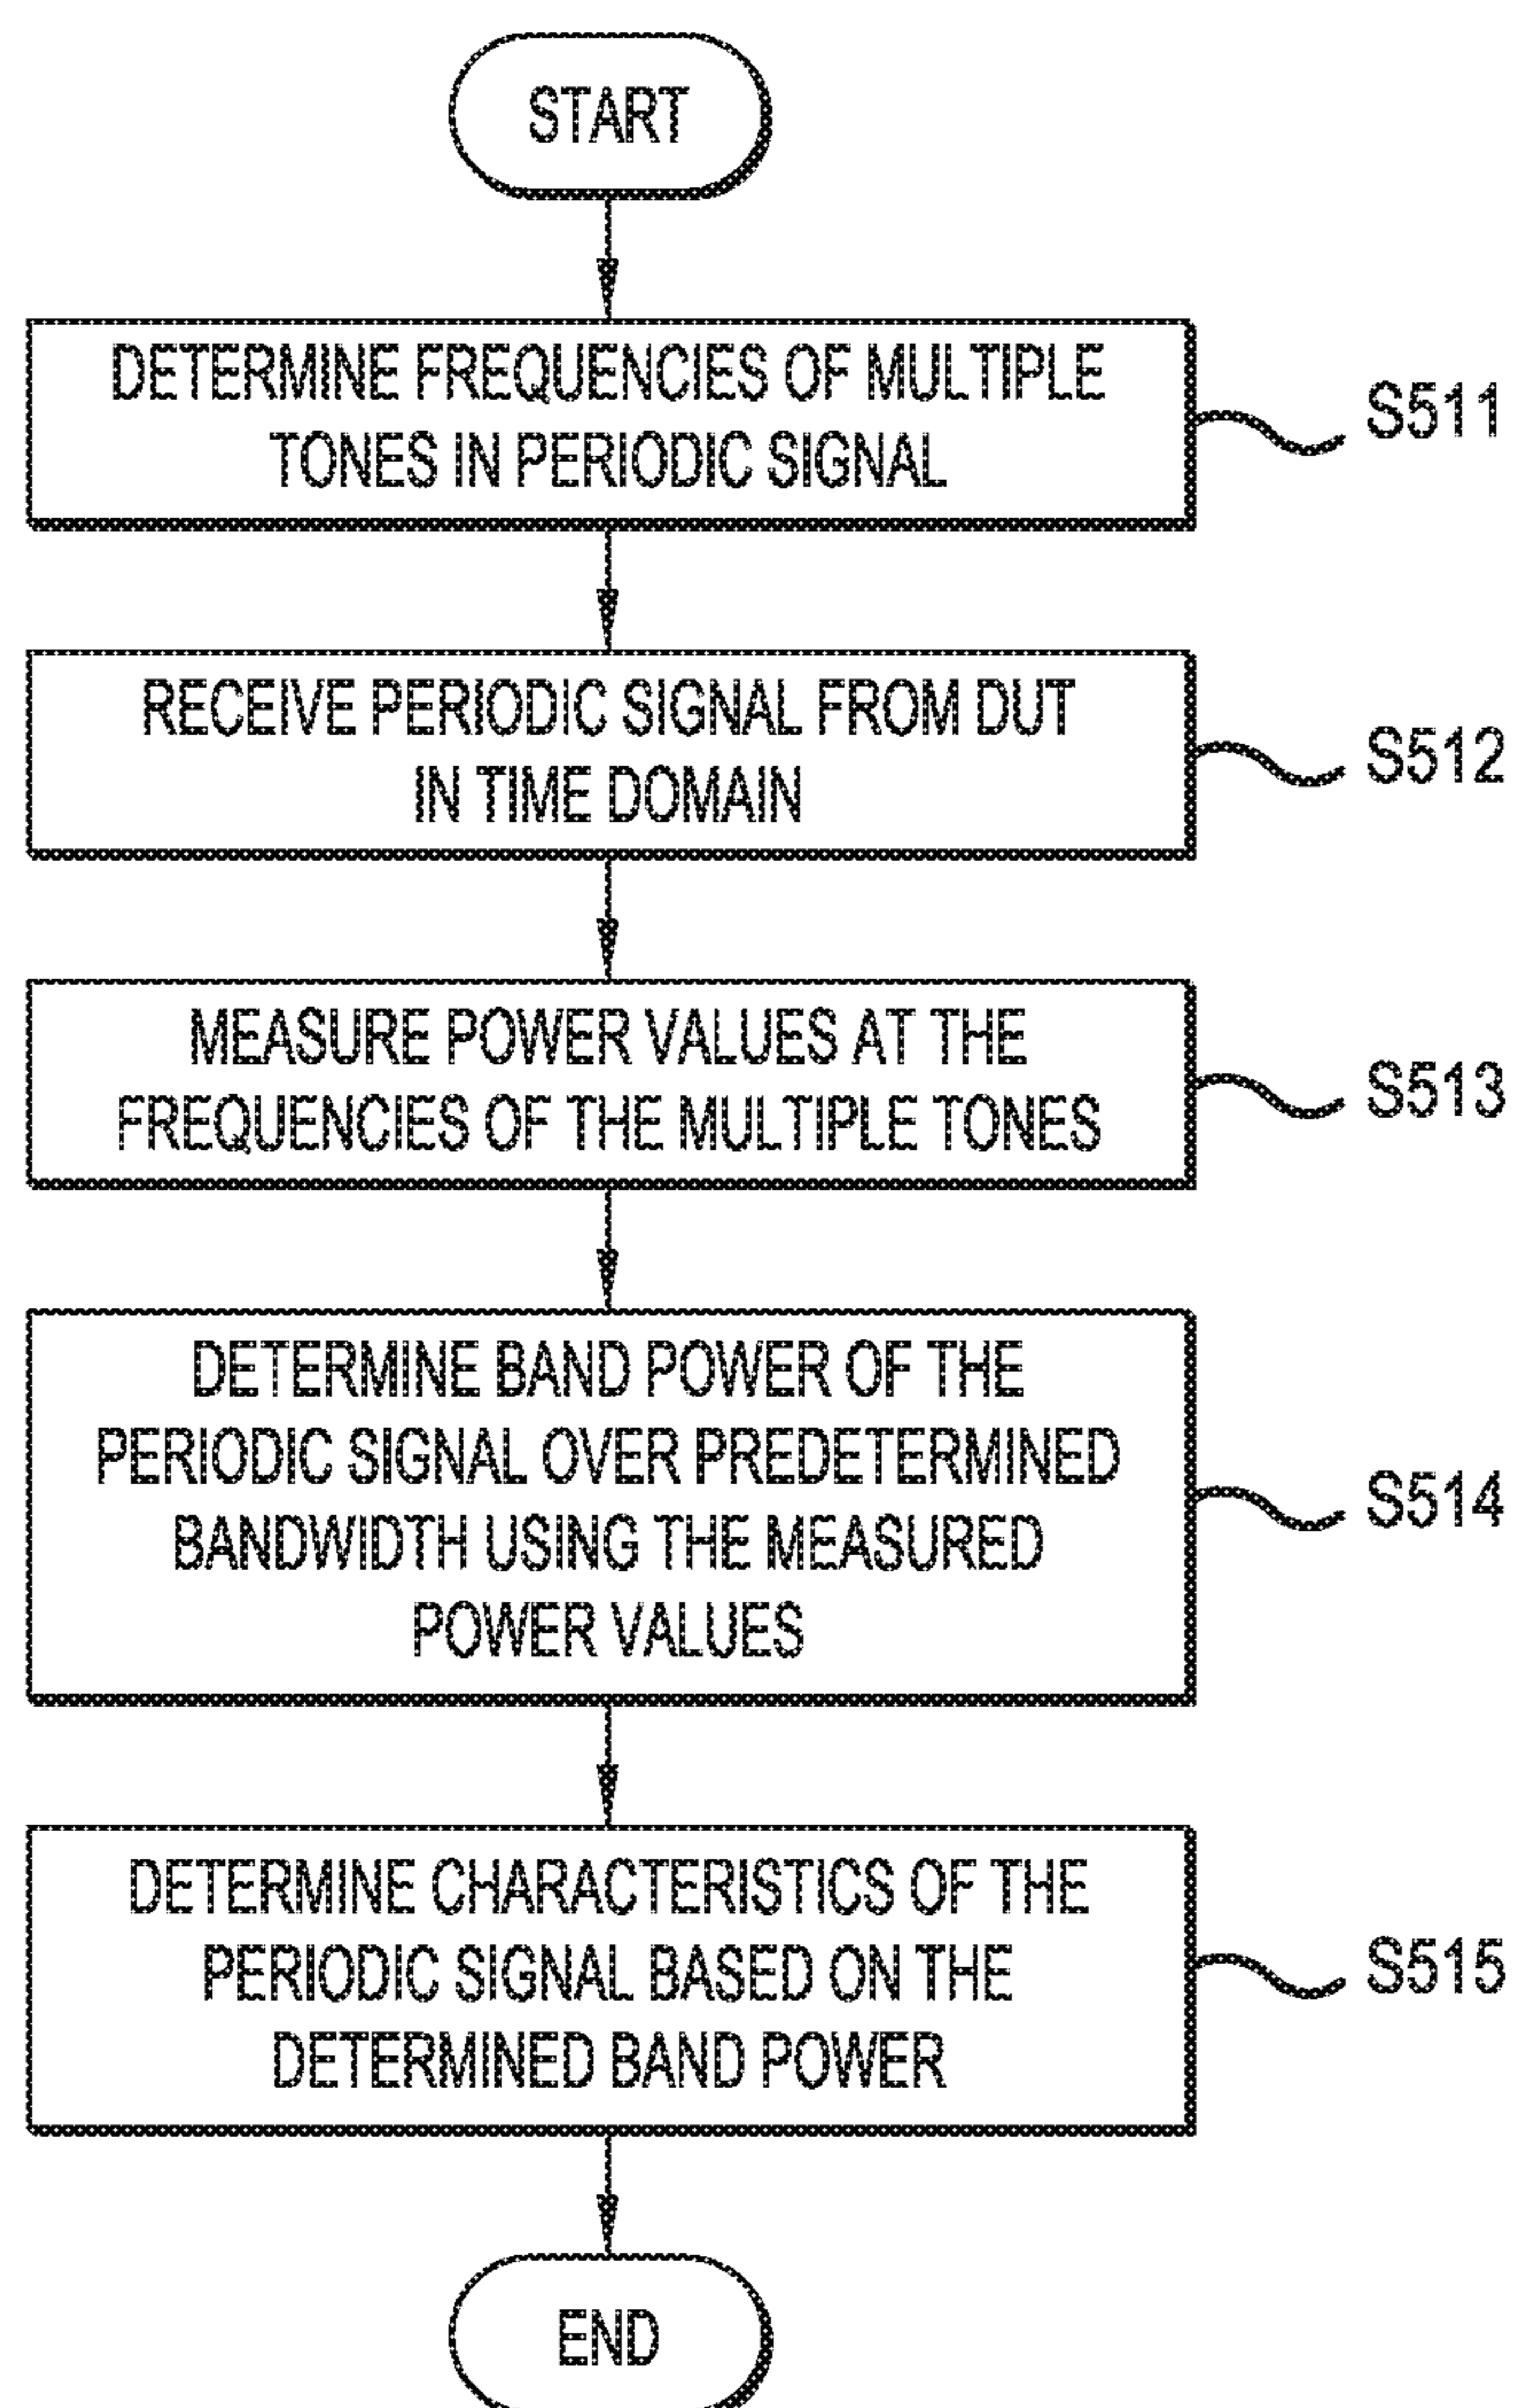 START
DETERMINE FREQUENCIES OF MULTIPLE
TONES IN PERIODIC SIGNAL
S511
RECEIVE PERIODIC SIGNAL FROM DUT
IN TIME DOMAIN
S512
MEASURE POWER VALUES AT THE
FREQUENCIES OF THE MULTIPLE TONES
S513
DETERMINE BAND POWER OF THE
PERIODIC SIGNAL OVER PREDETERMINED
BANDWIDTH USING THE MEASURED
POWER VALUES
S514
DETERMINE CHARACTERISTICS OF THE
PERIODIC SIGNAL BASED ON THE
DETERMINED BAND POWER
S515
END